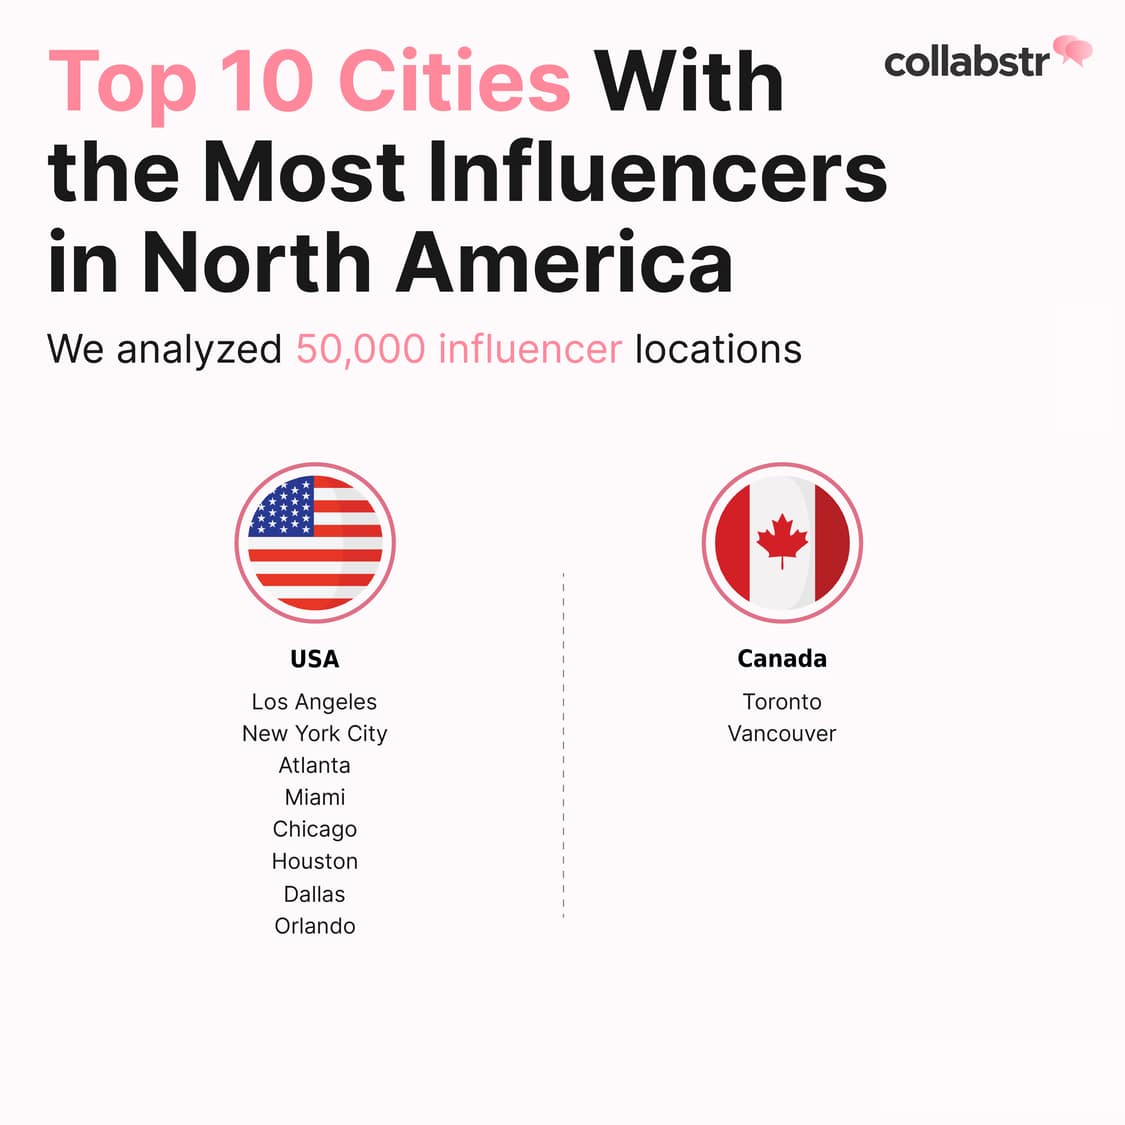 Top 10 Cities With
the Most Influencers
in North America
collabstr
We analyzed 50,000 influencer locations
USA
Los Angeles
New York City
Atlanta
Miami
Chicago
Houston
Dallas
Orlando
Canada
Toronto
Vancouver